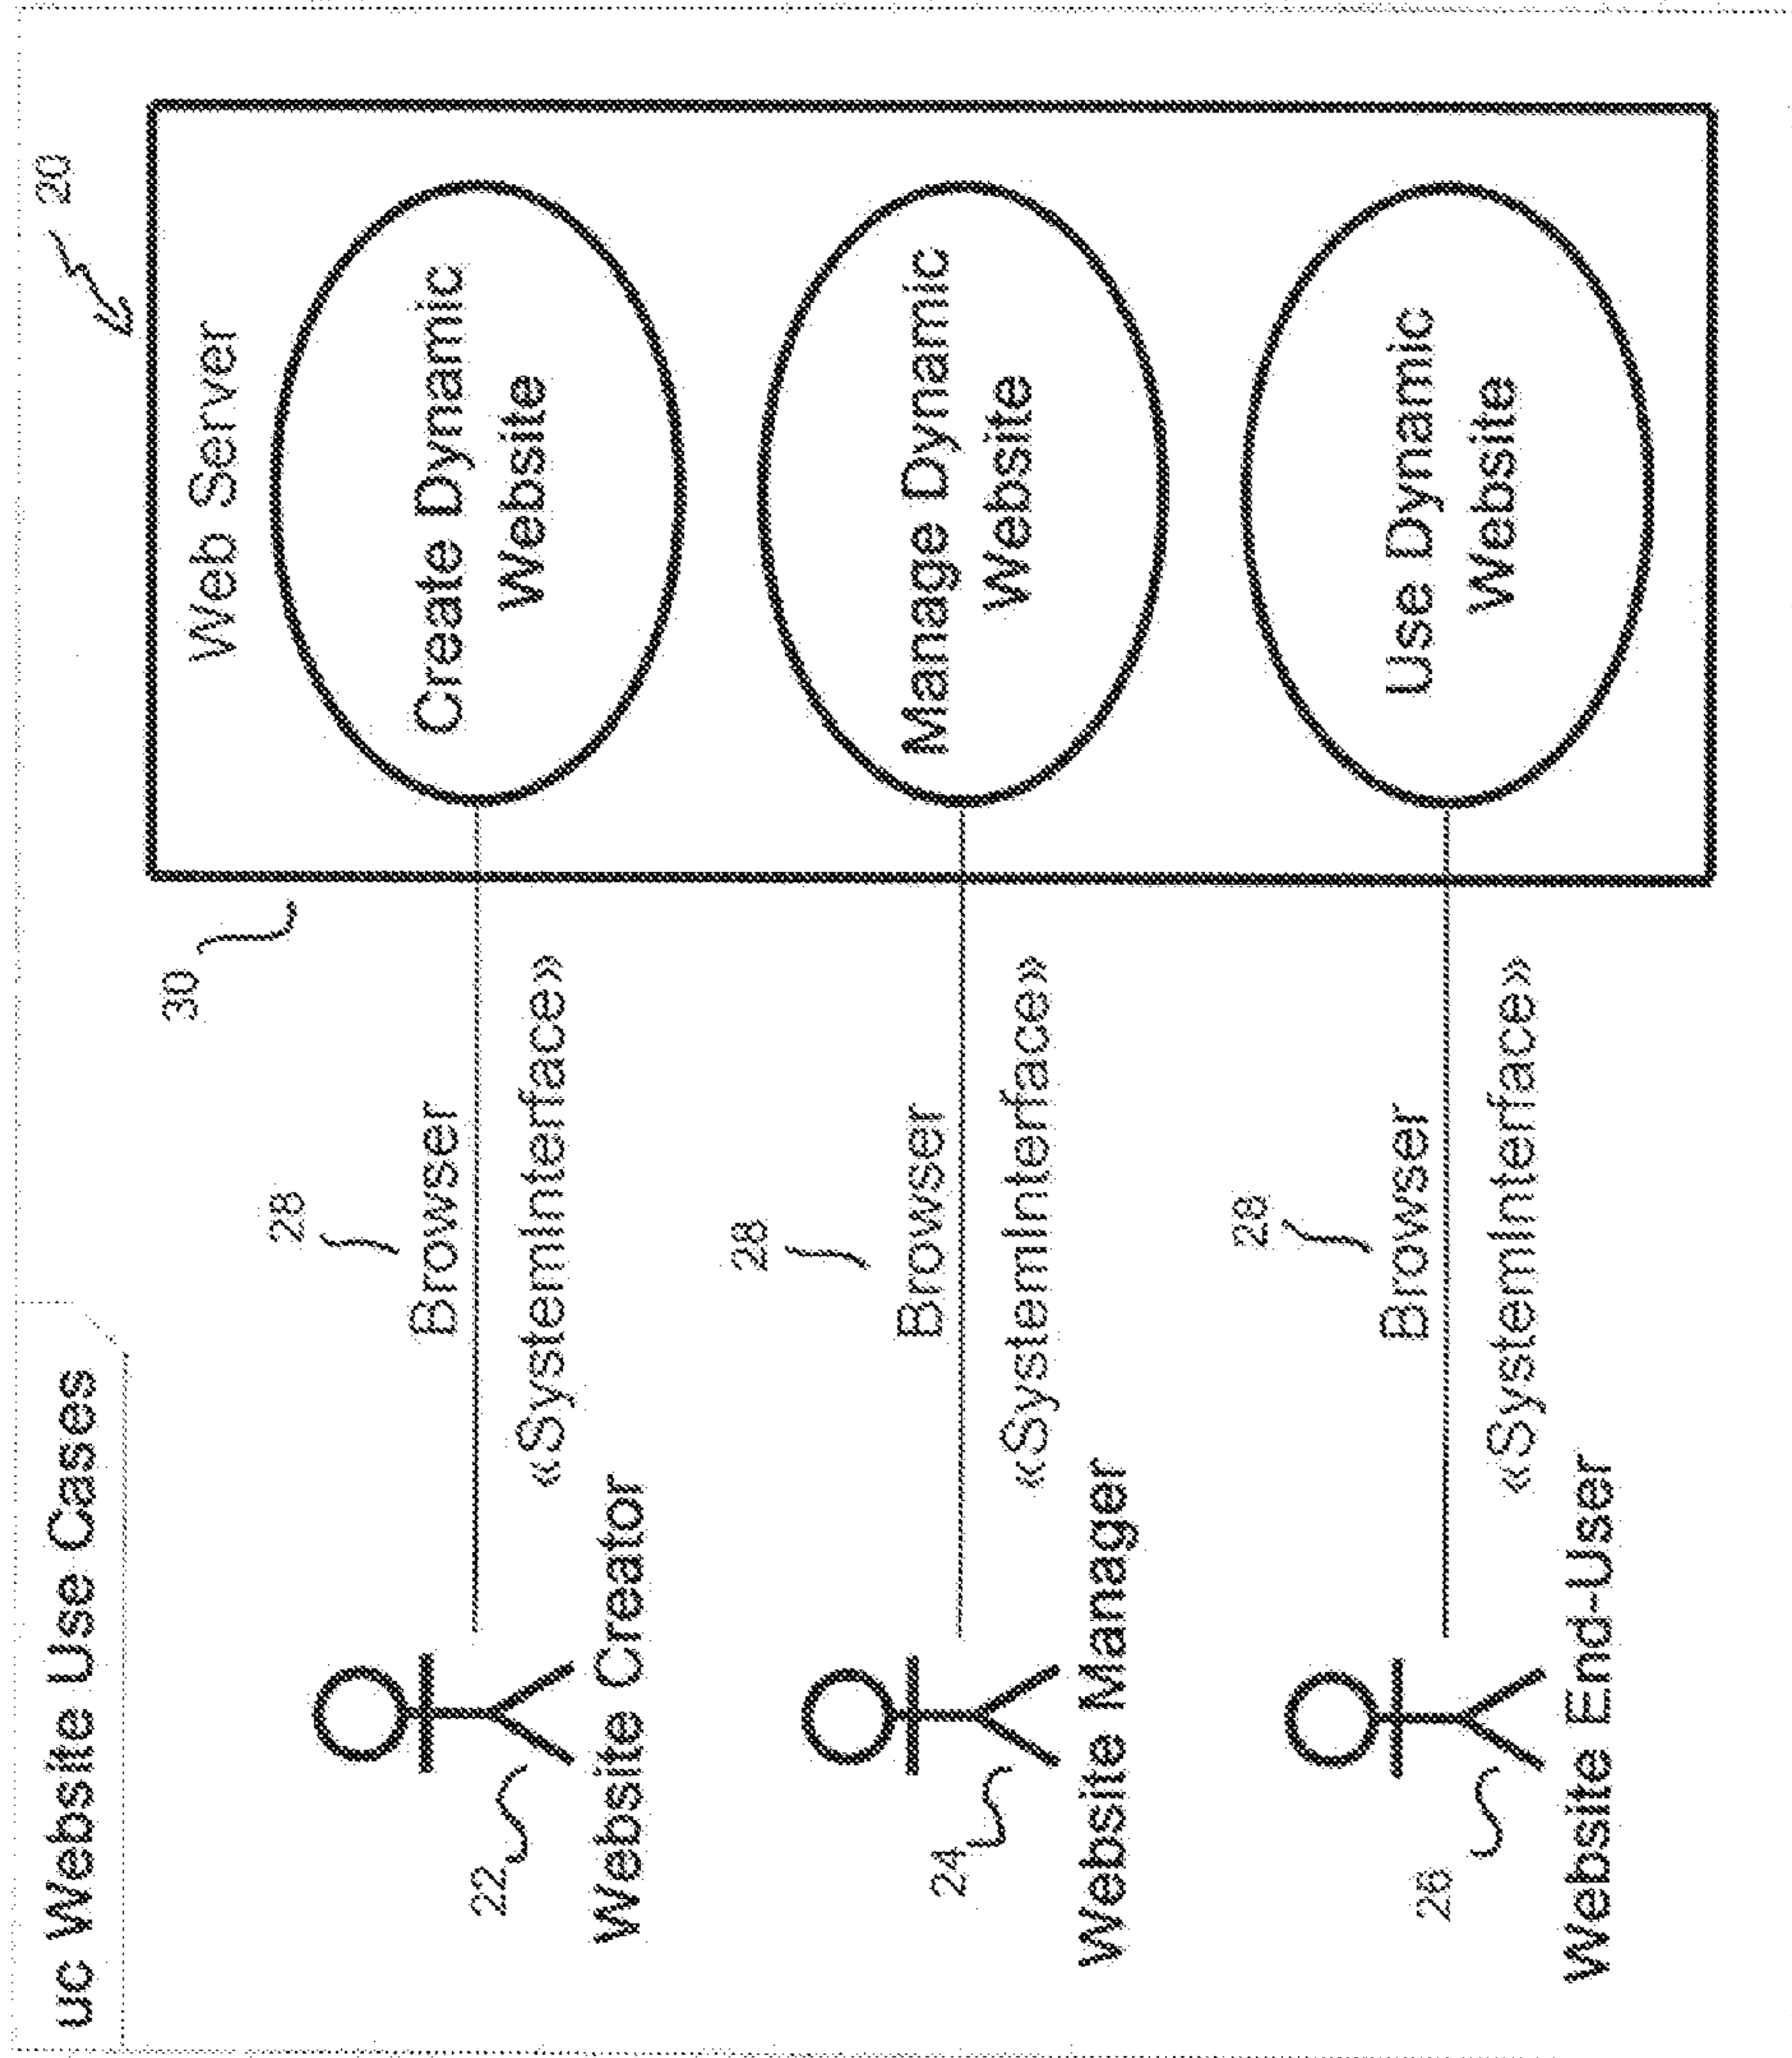 uc Website Use Cases
20
Web Server
30
28
Browser
«SystemInterface»
Create Dynamic
Website
22
Website Creator
28
Browser
«SystemInterface»
Manage Dynamic
Website
24
Website Manager
28
Browser
«SystemInterface»
Use Dynamic
Website
26
Website End-User